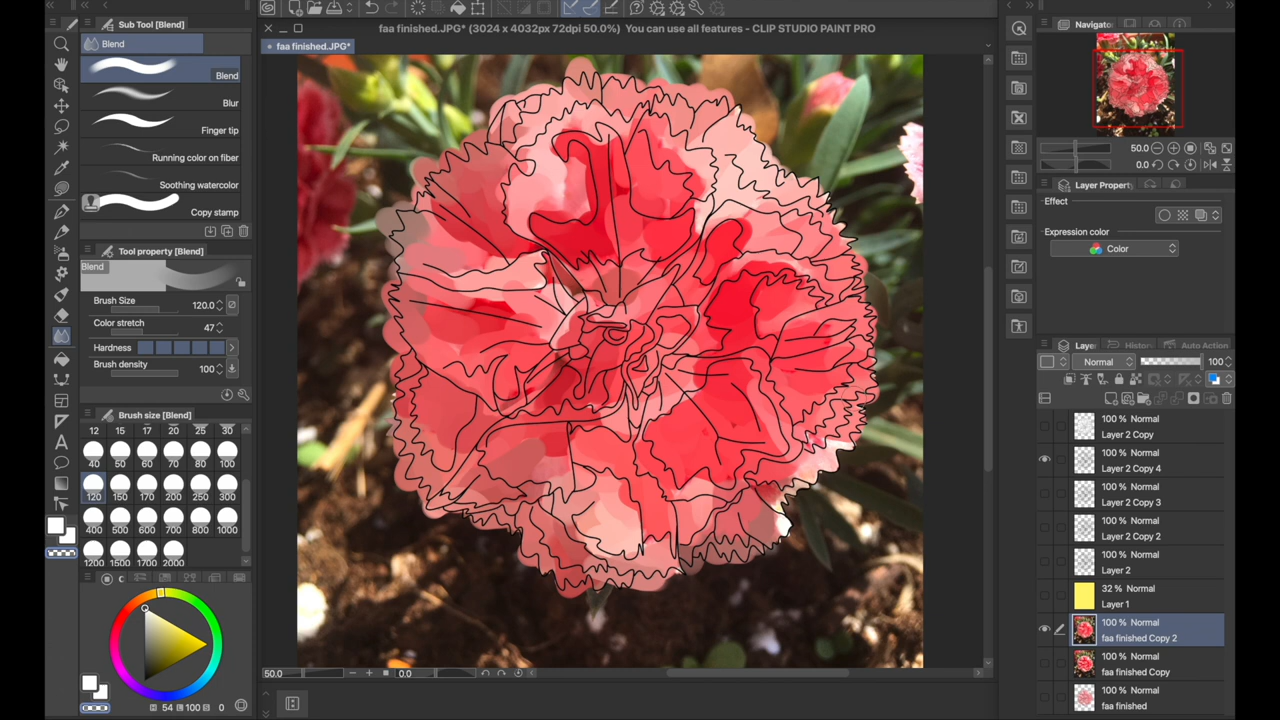 Sub Tool [Blend]
Blend
Blend
Blur
Finger tip
Running color on fiber
Soothing watercolor
Copy stamp
Tool property [Blend]
Blend
Brush Size 120.0
Color stretch 47
Hardness
Brush density 100
Brush size [Blend]
12 15 17 20 25 30
40 50 60 70 80 100
120 150 170 200 250 300
400 500 600 700 800 1000
1200 1500 1700 2000
C
H 54 L 100 S 0
faa finished.JPG* (3024 x 4032px 72dpi 50.0%) You can use all features - CLIP STUDIO PAINT PRO
faa finished.JPG*
50.0 0.0
Navigator
50.0
0.0
Layer Property
Effect
Expression color
Color
Layer History Auto Action
Normal 100
100 % Normal
Layer 2 Copy
100 % Normal
Layer 2 Copy 4
100 % Normal
Layer 2 Copy 3
100 % Normal
Layer 2 Copy 2
100 % Normal
Layer 2
32 % Normal
Layer 1
100 % Normal
faa finished Copy 2
100 % Normal
faa finished Copy
100 % Normal
faa finished